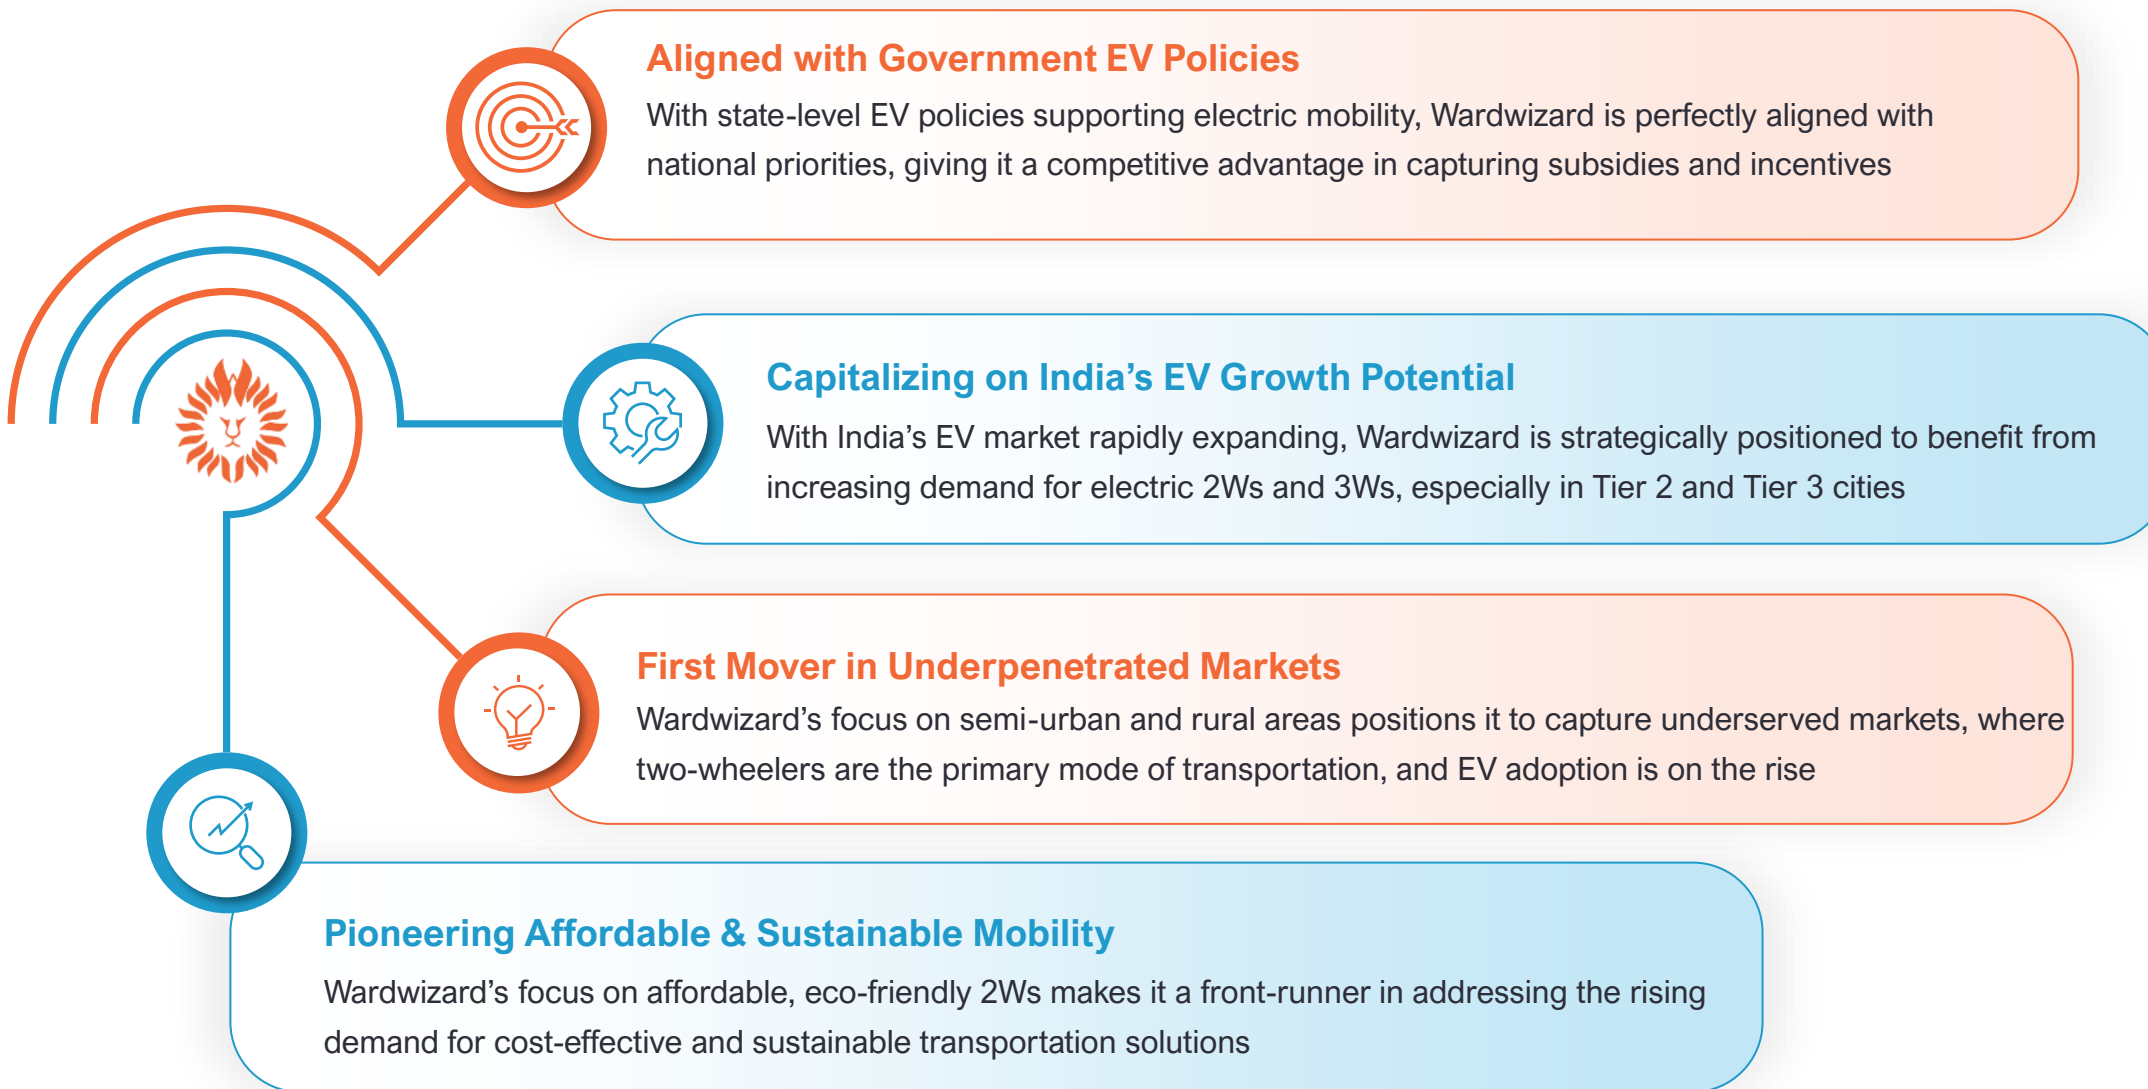 Aligned with Government EV Policies
With state-level EV policies supporting electric mobility, Wardwizard is perfectly aligned with
national priorities, giving it a competitive advantage in capturing subsidies and incentives
Capitalizing on India’s EV Growth Potential
With India’s EV market rapidly expanding, Wardwizard is strategically positioned to benefit from
increasing demand for electric 2Ws and 3Ws, especially in Tier 2 and Tier 3 cities
First Mover in Underpenetrated Markets
Wardwizard’s focus on semi-urban and rural areas positions it to capture underserved markets, where
two-wheelers are the primary mode of transportation, and EV adoption is on the rise
Pioneering Affordable & Sustainable Mobility
Wardwizard’s focus on affordable, eco-friendly 2Ws makes it a front-runner in addressing the rising
demand for cost-effective and sustainable transportation solutions